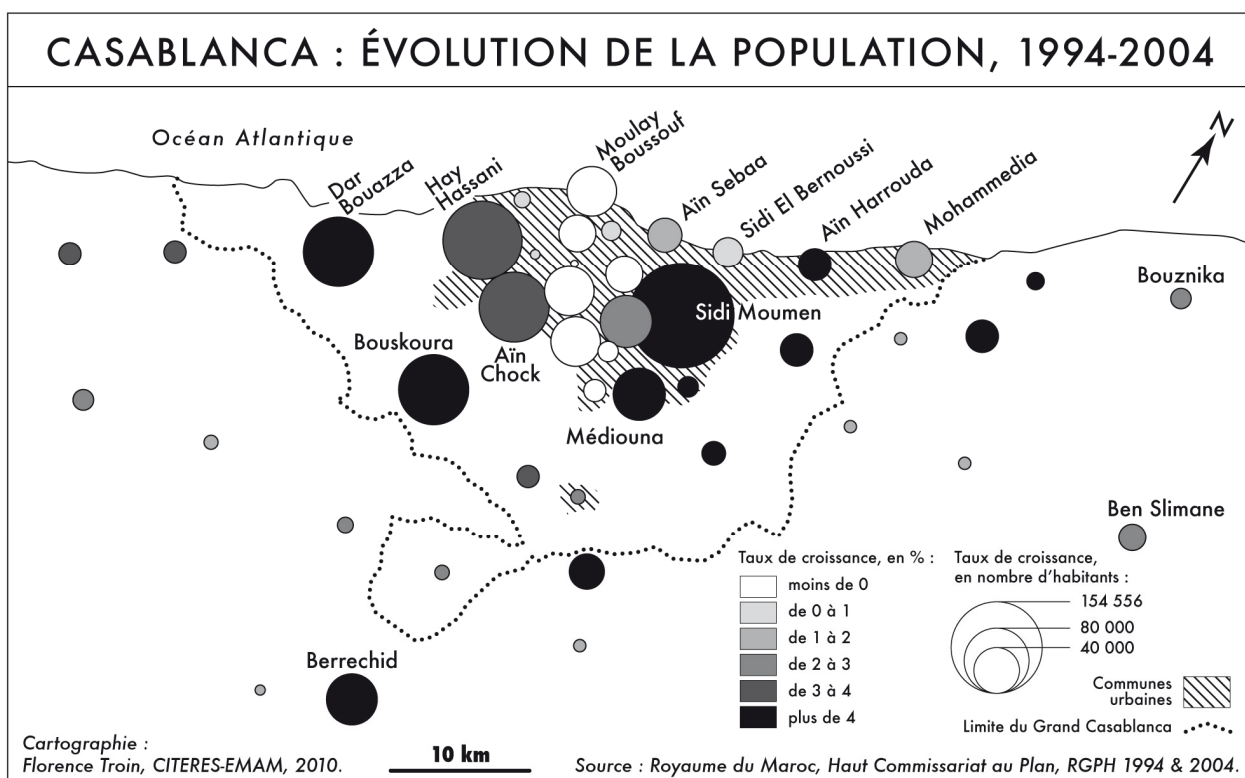 CASABLANCA : ÉVOLUTION DE LA POPULATION, 1994-2004
Océan Atlantique
N
Dar
Bouazza
Hay
Hassani
Moulay
Boussouf
Aïn Sebaa
Sidi El Bernoussi
Aïn Harrouda
Mohammedia
Bouznika
Sidi Moumen
Bouskoura
Aïn
Chock
Médiouna
Ben Slimane
Berrechid
Taux de croissance, en % :
moins de 0
de 0 à 1
de 1 à 2
de 2 à 3
de 3 à 4
plus de 4
Taux de croissance,
en nombre d'habitants :
154 556
80 000
40 000
Communes
urbaines
Limite du Grand Casablanca
Cartographie :
Florence Troin, CITERES-EMAM, 2010.
10 km
Source : Royaume du Maroc, Haut Commissariat au Plan, RGPH 1994 & 2004.